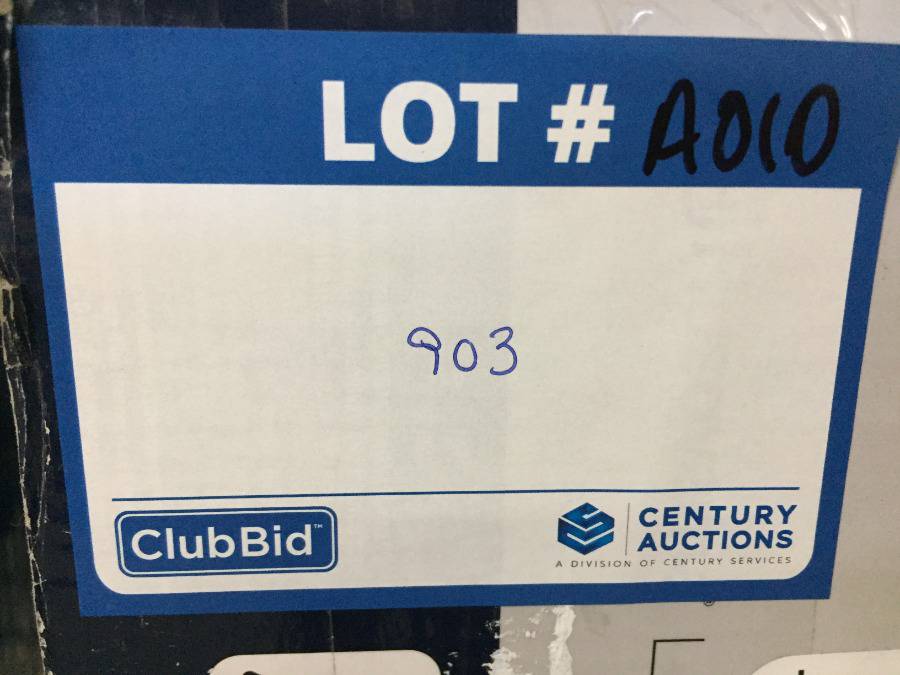 LOT # A010
903
ClubBid™
CENTURY
AUCTIONS
A DIVISION OF CENTURY SERVICES